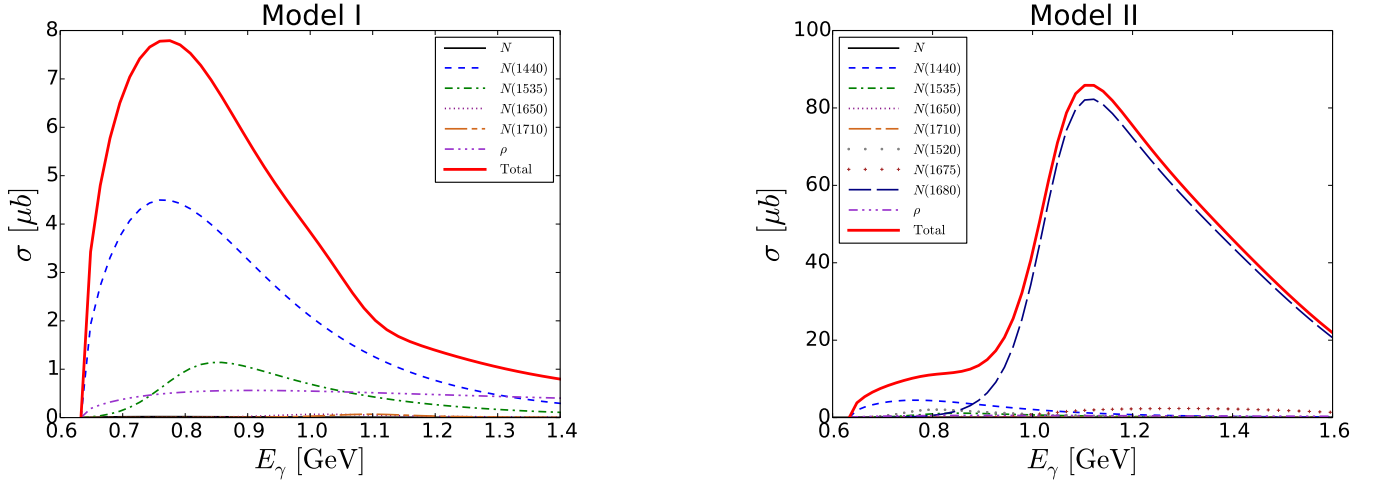 Model I
8
7
6
5
4
3
2
1
0
σ [μb]
0.6 0.7 0.8 0.9 1.0 1.1 1.2 1.3 1.4
E_γ [GeV]
N
N(1440)
N(1535)
N(1650)
N(1710)
ρ
Total
Model II
100
80
60
40
20
0
σ [μb]
0.6 0.8 1.0 1.2 1.4 1.6
E_γ [GeV]
N
N(1440)
N(1535)
N(1650)
N(1710)
N(1520)
N(1675)
N(1680)
ρ
Total